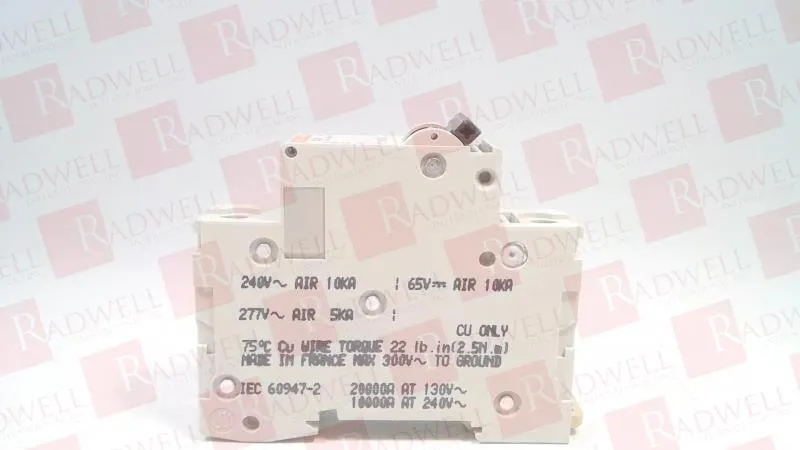 240V~ AIR 10KA | 65V⎓ AIR 10KA
277V~ AIR 5KA |
CU ONLY
75°C Cu WIRE TORQUE 22 lb.in(2.5N.m)
MADE IN FRANCE MAX 300V~ TO GROUND
IEC 60947-2 20000A AT 130V~
10000A AT 240V~
RADWELL